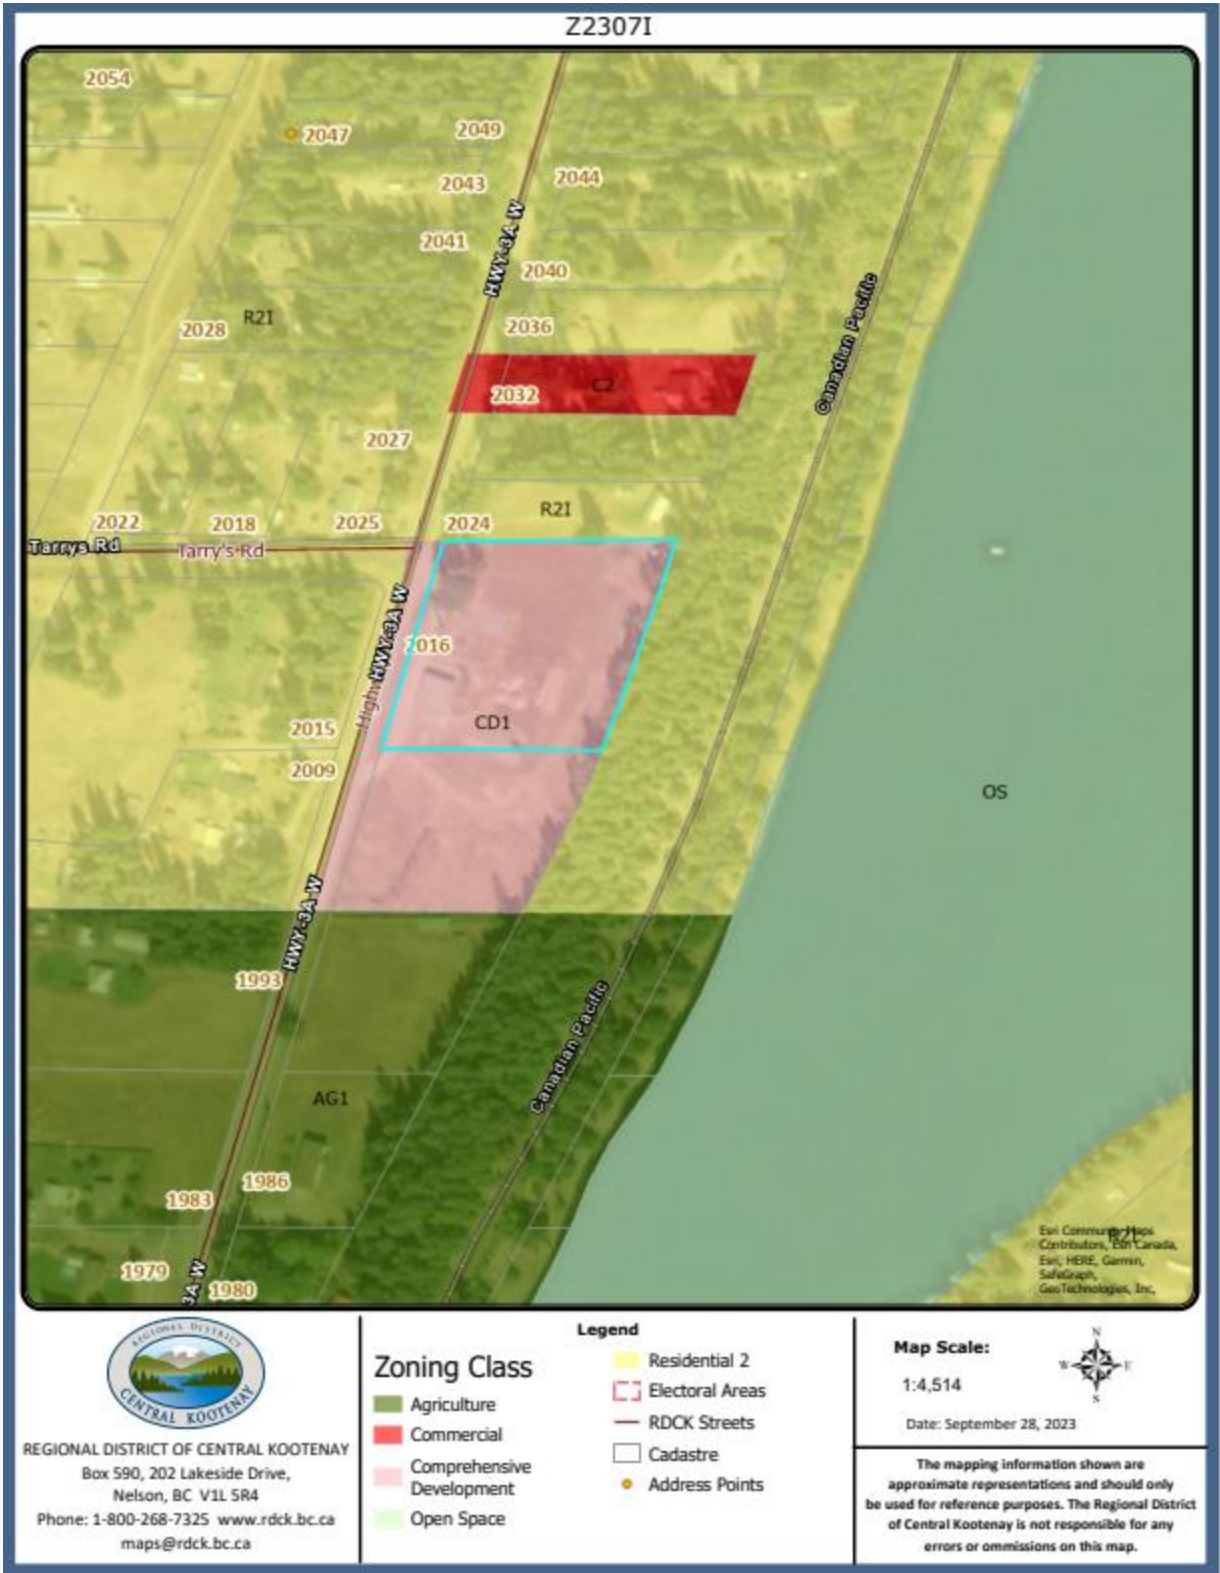 Z2307I
2054
2047
2049
2043
2044
HWY-3A W
2041
2040
Canadian Pacific
R2I
2028
2036
C2
2032
2027
R2I
2022
2018
2025
2024
Tarrys Rd
Tarry's Rd
HWY-3A W
2016
High
CD1
2015
2009
OS
HWY-3A W
1993
Canadian Pacific
AG1
1986
1983
1979
3A W
1980
Esri Community Maps
Contributors, Esri Canada,
Esri, HERE, Garmin,
SafeGraph,
GeoTechnologies, Inc,
REGIONAL DISTRICT
CENTRAL KOOTENAY
REGIONAL DISTRICT OF CENTRAL KOOTENAY
Box 590, 202 Lakeside Drive,
Nelson, BC V1L 5R4
Phone: 1-800-268-7325 www.rdck.bc.ca
maps@rdck.bc.ca
Legend
Zoning Class
Agriculture
Commercial
Comprehensive
Development
Open Space
Residential 2
Electoral Areas
RDCK Streets
Cadastre
Address Points
Map Scale:
1:4,514
N
W
E
S
Date: September 28, 2023
The mapping information shown are
approximate representations and should only
be used for reference purposes. The Regional District
of Central Kootenay is not responsible for any
errors or ommissions on this map.